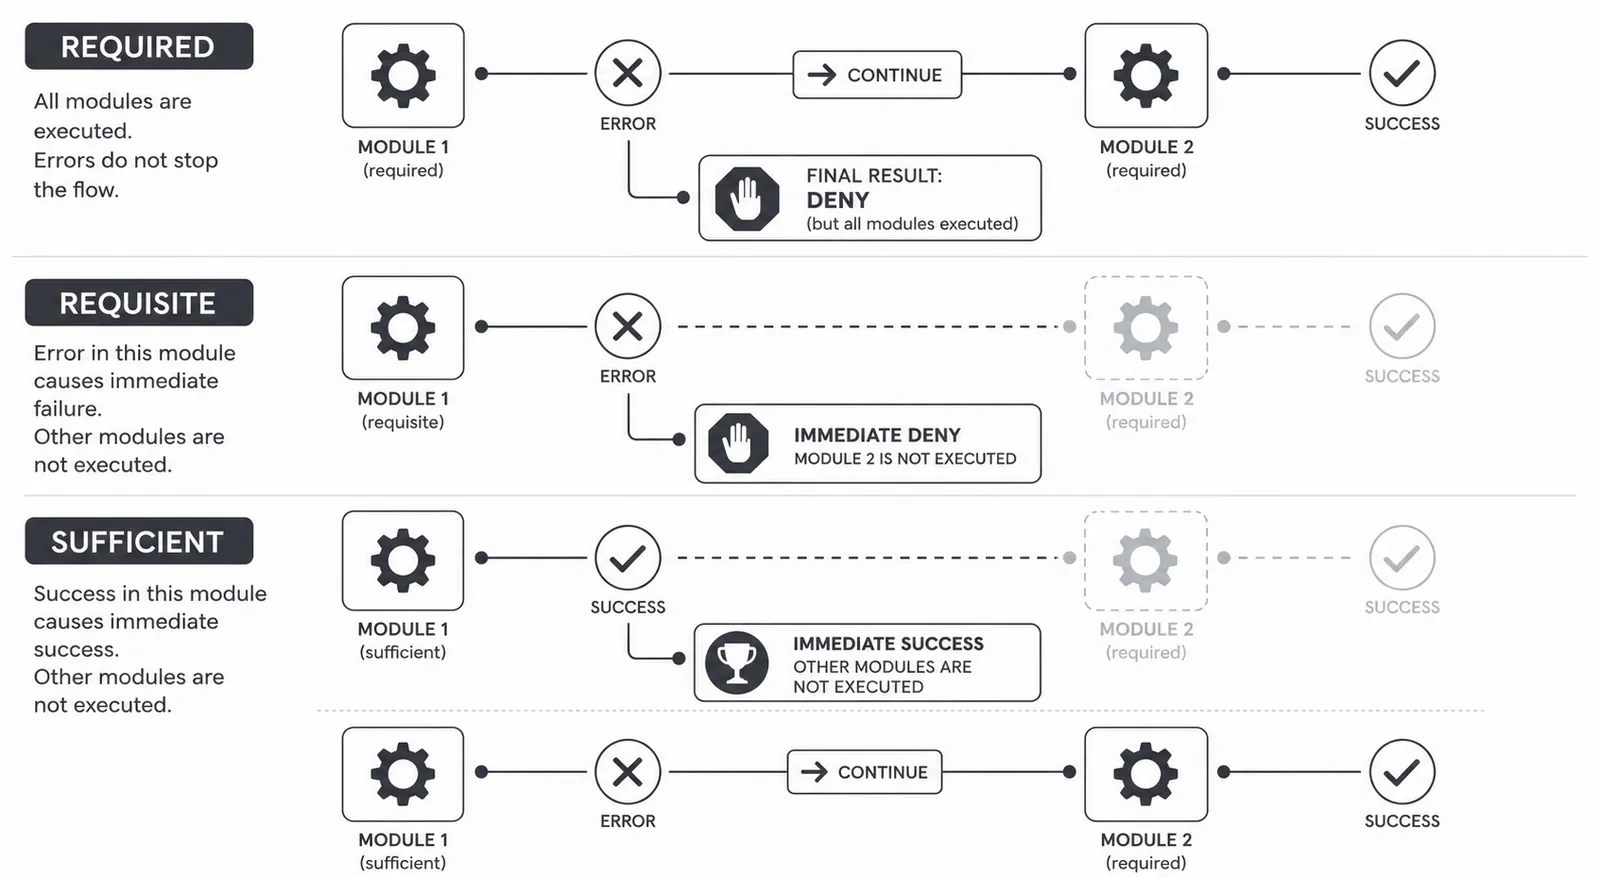 REQUIRED
All modules are
executed.
Errors do not stop
the flow.
MODULE 1
(required)
ERROR
CONTINUE
MODULE 2
(required)
SUCCESS
FINAL RESULT:
DENY
(but all modules executed)
REQUISITE
Error in this module
causes immediate
failure.
Other modules are
not executed.
MODULE 1
(requisite)
ERROR
MODULE 2
(required)
SUCCESS
IMMEDIATE DENY
MODULE 2 IS NOT EXECUTED
SUFFICIENT
Success in this module
causes immediate
success.
Other modules are
not executed.
MODULE 1
(sufficient)
SUCCESS
MODULE 2
(required)
SUCCESS
IMMEDIATE SUCCESS
OTHER MODULES ARE
NOT EXECUTED
MODULE 1
(sufficient)
ERROR
CONTINUE
MODULE 2
(required)
SUCCESS